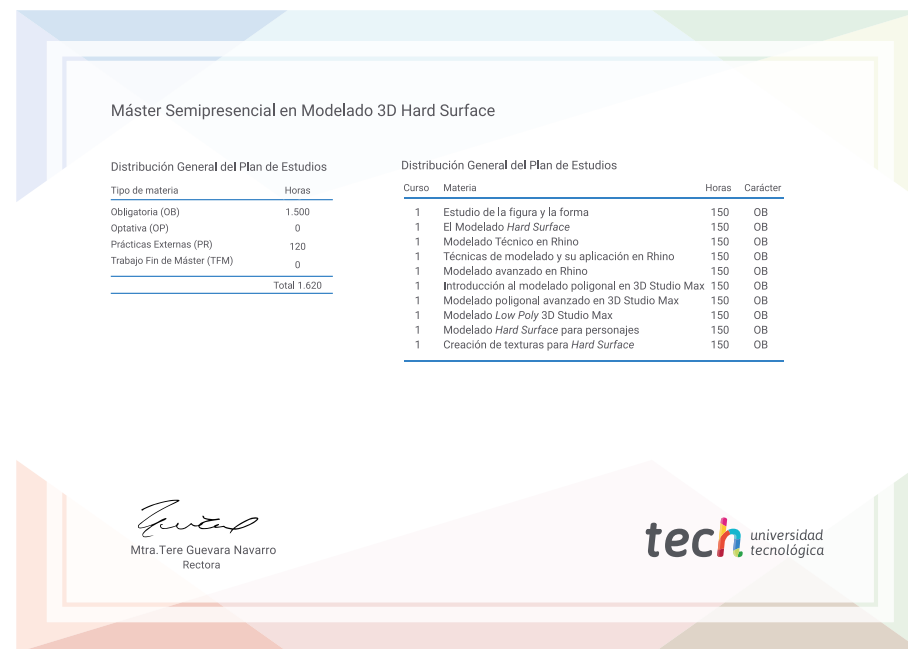 Máster Semipresencial en Modelado 3D Hard Surface
Distribución General del Plan de Estudios
Tipo de materia Horas
Obligatoria (OB) 1.500
Optativa (OP) 0
Prácticas Externas (PR) 120
Trabajo Fin de Máster (TFM) 0
Total 1.620
Distribución General del Plan de Estudios
Curso Materia Horas Carácter
1 Estudio de la figura y la forma 150 OB
1 El Modelado Hard Surface 150 OB
1 Modelado Técnico en Rhino 150 OB
1 Técnicas de modelado y su aplicación en Rhino 150 OB
1 Modelado avanzado en Rhino 150 OB
1 Introducción al modelado poligonal en 3D Studio Max 150 OB
1 Modelado poligonal avanzado en 3D Studio Max 150 OB
1 Modelado Low Poly 3D Studio Max 150 OB
1 Modelado Hard Surface para personajes 150 OB
1 Creación de texturas para Hard Surface 150 OB
Mtra.Tere Guevara Navarro
Rectora
tech universidad
tecnológica